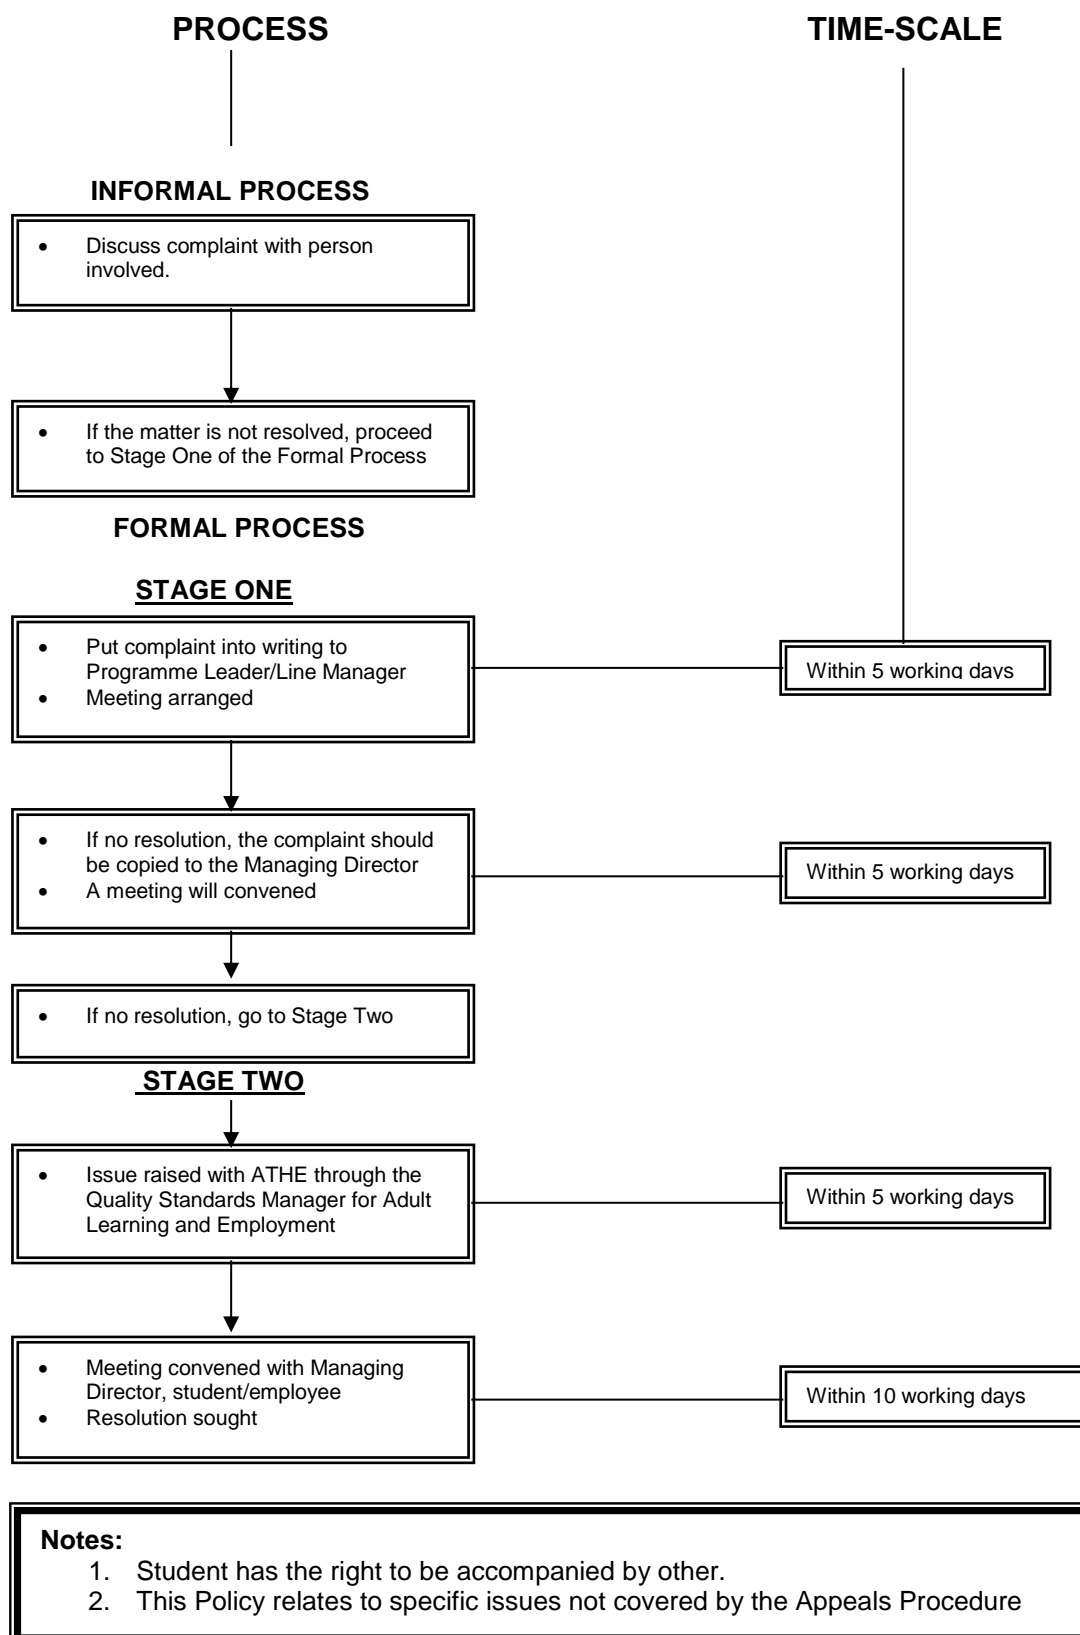 PROCESS
TIME-SCALE
INFORMAL PROCESS
• Discuss complaint with person
involved.
• If the matter is not resolved, proceed
to Stage One of the Formal Process
FORMAL PROCESS
STAGE ONE
• Put complaint into writing to
Programme Leader/Line Manager
• Meeting arranged
Within 5 working days
• If no resolution, the complaint should
be copied to the Managing Director
• A meeting will convened
Within 5 working days
• If no resolution, go to Stage Two
STAGE TWO
• Issue raised with ATHE through the
Quality Standards Manager for Adult
Learning and Employment
Within 5 working days
• Meeting convened with Managing
Director, student/employee
• Resolution sought
Within 10 working days
Notes:
1. Student has the right to be accompanied by other.
2. This Policy relates to specific issues not covered by the Appeals Procedure